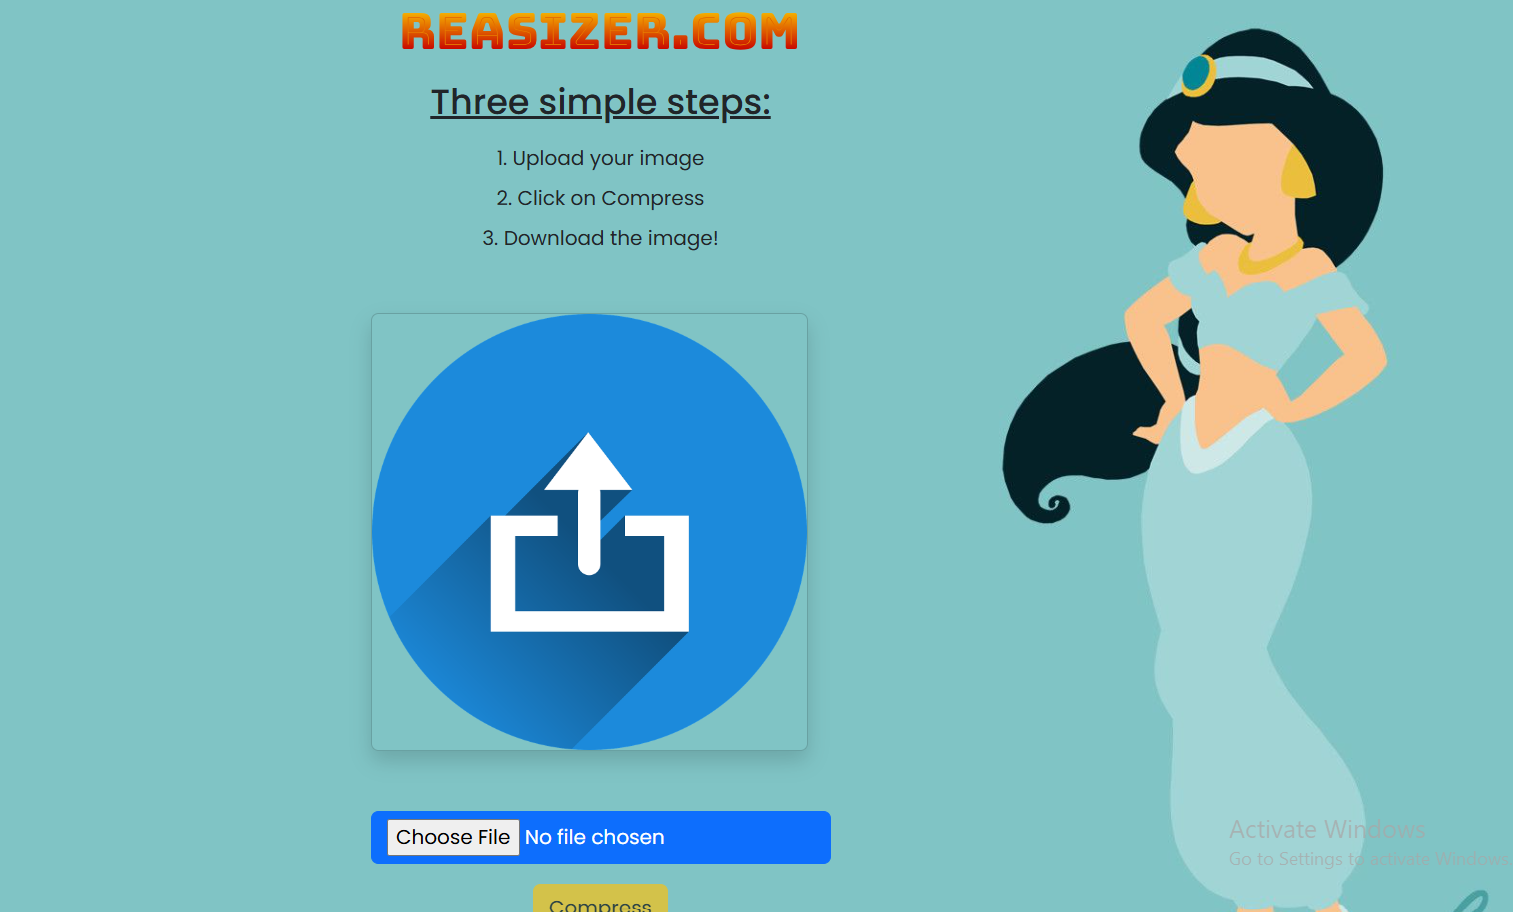 REASIZER.COM
Three simple steps:
1. Upload your image
2. Click on Compress
3. Download the image!
Choose File No file chosen
Compress
Activate Windows
Go to Settings to activate Windows.